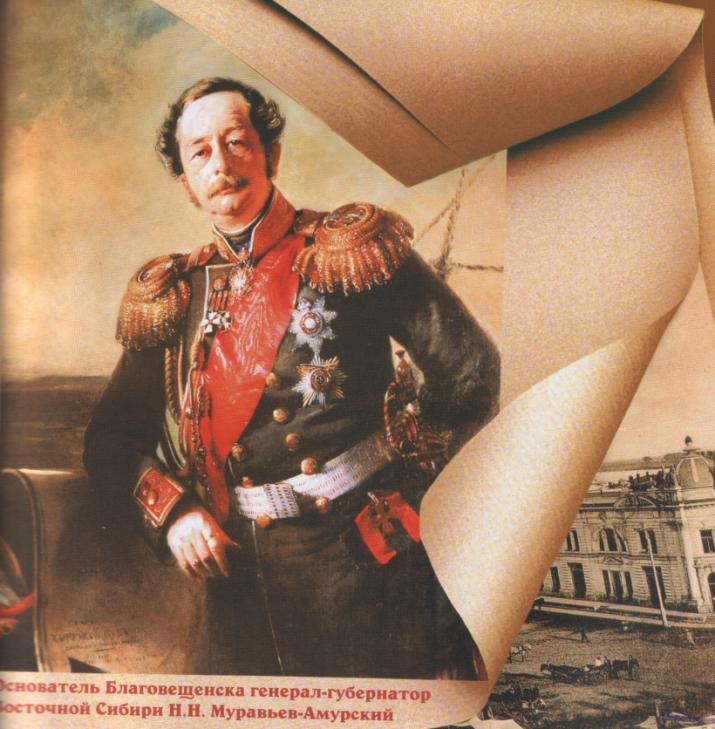 Основатель Благовещенска генерал-губернатор
Восточной Сибири Н.Н. Муравьев-Амурский